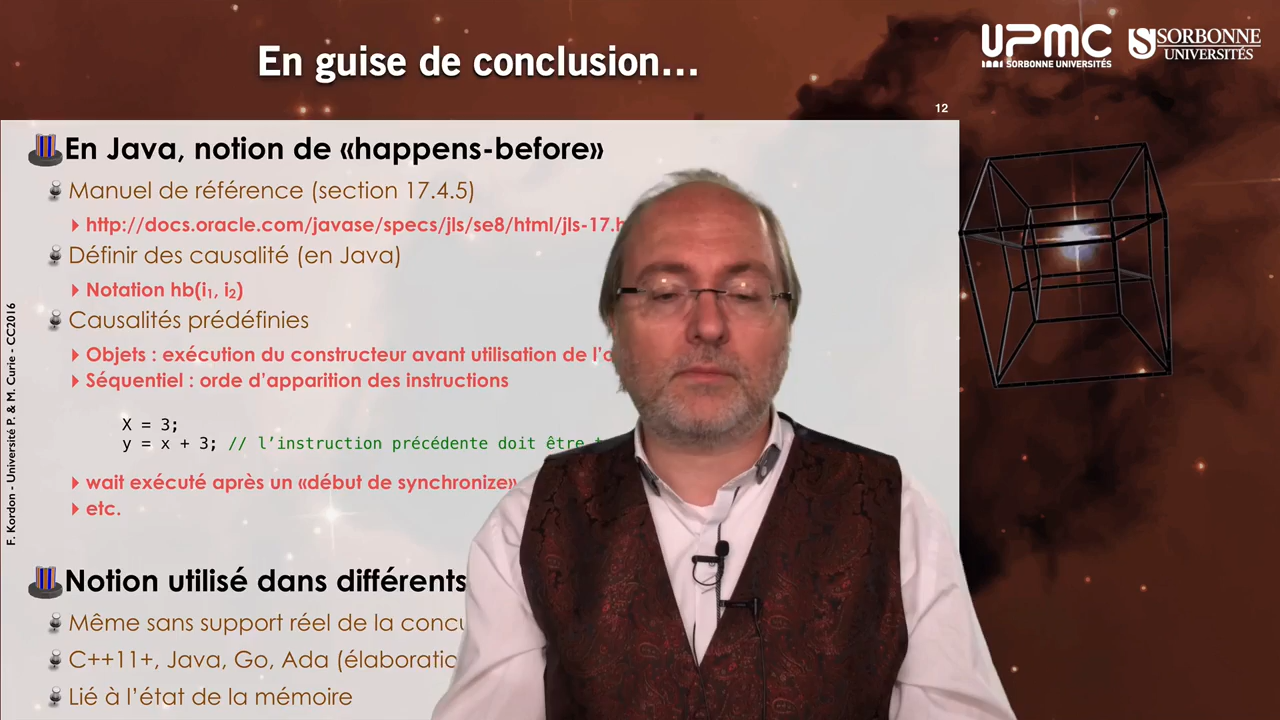 En guise de conclusion...
UPMC
SORBONNE UNIVERSITÉS
SORBONNE
UNIVERSITÉS
12
En Java, notion de «happens-before»
Manuel de référence (section 17.4.5)
http://docs.oracle.com/javase/specs/jls/se8/html/jls-17.h
Définir des causalité (en Java)
Notation hb(i₁, i₂)
Causalités prédéfinies
Objets : exécution du constructeur avant utilisation de
Séquentiel : orde d'apparition des instructions
X = 3;
y = x + 3; // l'instruction précédente doit être
wait exécuté après un «début de synchronize»
etc.
Notion utilisé dans différents
Même sans support réel de la
C++11+, Java, Go, Ada
Lié à l'état de la mémoire
F. Kordon - Université P. & M. Curie - CC2016